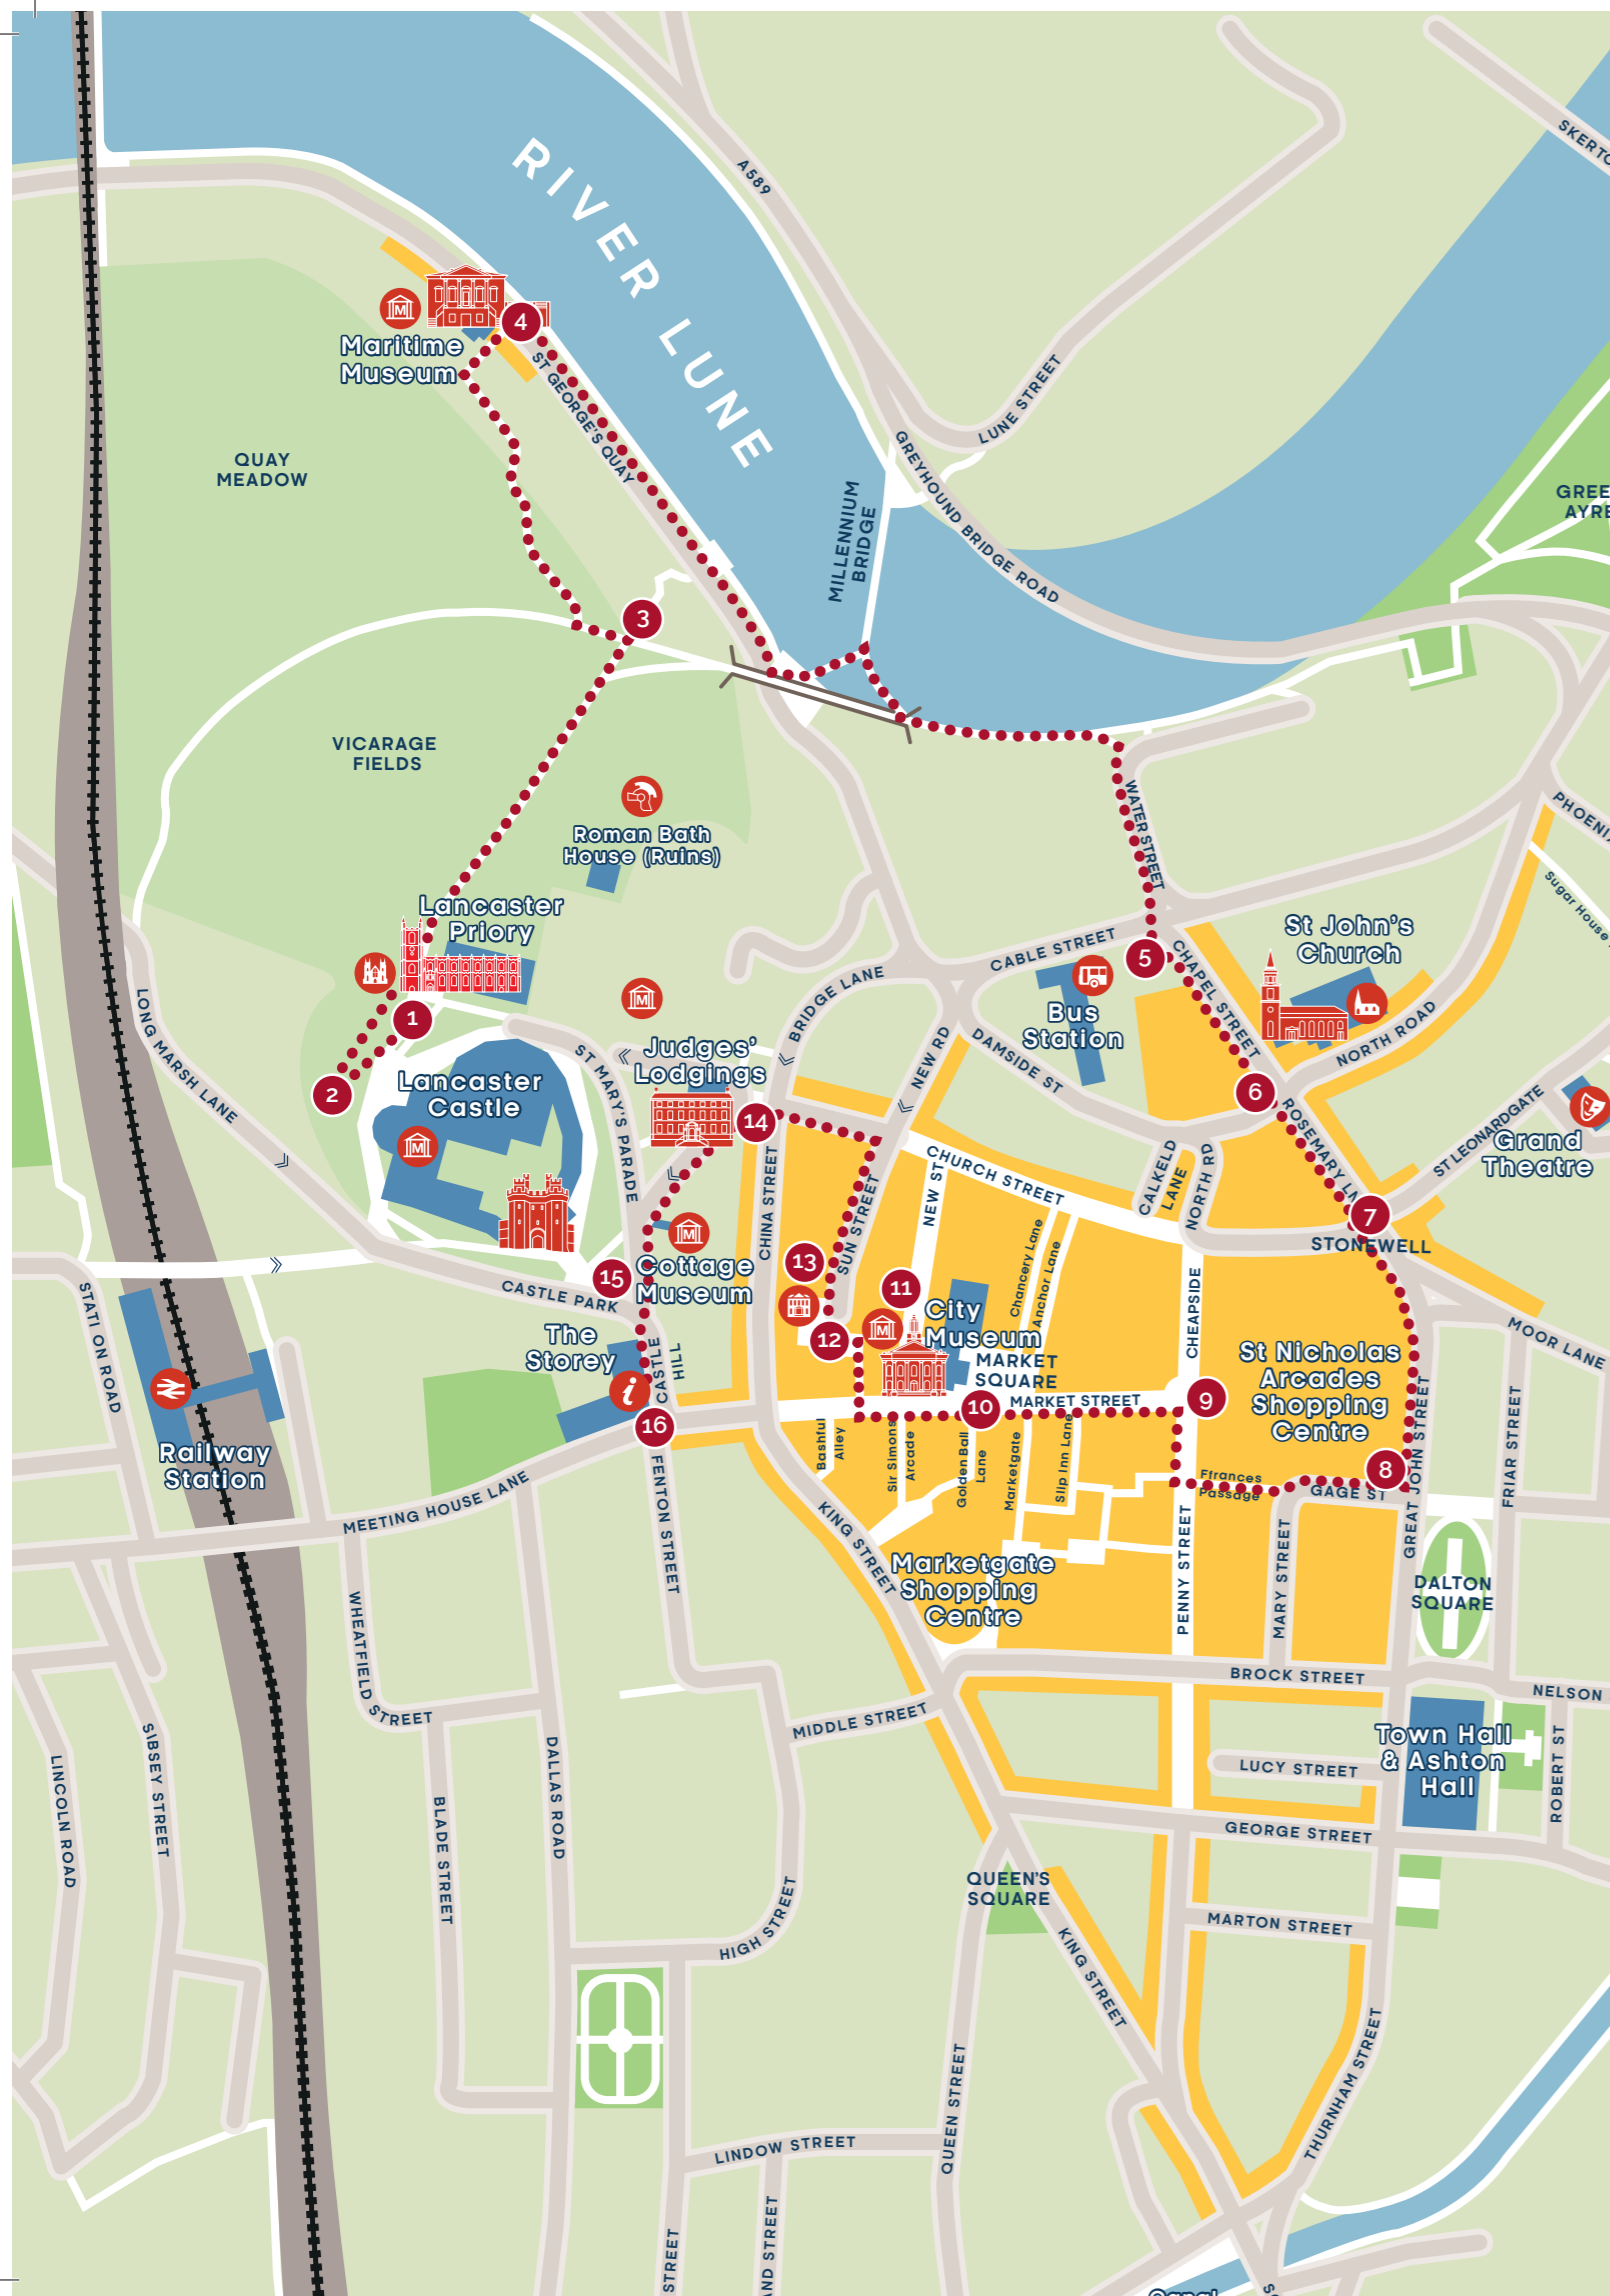 RIVER LUNE
A589
SKERTO
4
Maritime
Museum
ST GEORGE'S QUAY
LUNE STREET
QUAY
MEADOW
MILLENNIUM
BRIDGE
GREYHOUND BRIDGE ROAD
GREE
AYRE
3
VICARAGE
FIELDS
Roman Bath
House (Ruins)
WATER STREET
PHOENIX
Sugar House
Lancaster
Priory
St John's
Church
CABLE STREET
5
CHAPEL STREET
BRIDGE LANE
Bus
Station
NORTH ROAD
LONG MARSH LANE
1
2
Lancaster
Castle
ST MARY'S PARADE
Judges'
Lodgings
14
NEW RD
DAMSIDE ST
6
ROSEMARY LN
ST LEONARDGATE
Grand
Theatre
CHURCH STREET
NEW ST
CALKELD
LANE
NORTH RD
7
STONEWELL
CHINA STREET
SUN STREET
13
11
12
City
Museum
Chancery Lane
Anchor Lane
CHEAPSIDE
15
Cottage
Museum
CASTLE PARK
STATI ON ROAD
The
Storey
i
CASTLE
HILL
16
MARKET
SQUARE
10
MARKET STREET
9
St Nicholas
Arcades
Shopping
Centre
MOOR LANE
8
Railway
Station
Bashful
Alley
Sir Simons
Arcade
Golden Ball
Lane
Marketgate
Slip Inn Lane
Ffrances
Passage
GAGE ST
GREAT JOHN STREET
FRIAR STREET
MEETING HOUSE LANE
FENTON STREET
KING STREET
Marketgate
Shopping
Centre
PENNY STREET
MARY STREET
DALTON
SQUARE
WHEATFIELD STREET
BROCK STREET
NELSON
MIDDLE STREET
Town Hall
& Ashton
Hall
LUCY STREET
ROBERT ST
LINCOLN ROAD
SIBSEY STREET
BLADE STREET
DALLAS ROAD
GEORGE STREET
QUEEN'S
SQUARE
HIGH STREET
KING STREET
MARTON STREET
THURNHAM STREET
QUEEN STREET
LINDOW STREET
STREET
ND STREET
Canal